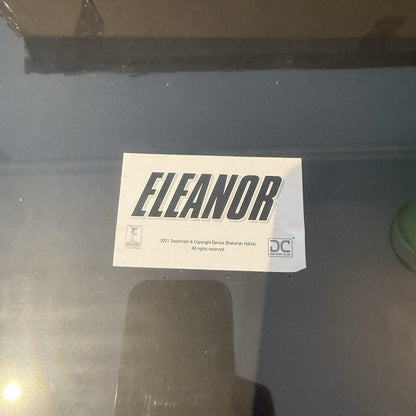 ELEANOR
2021 Trademark & Copyright Denice Shakarian Halicki.
All rights reserved.
DC